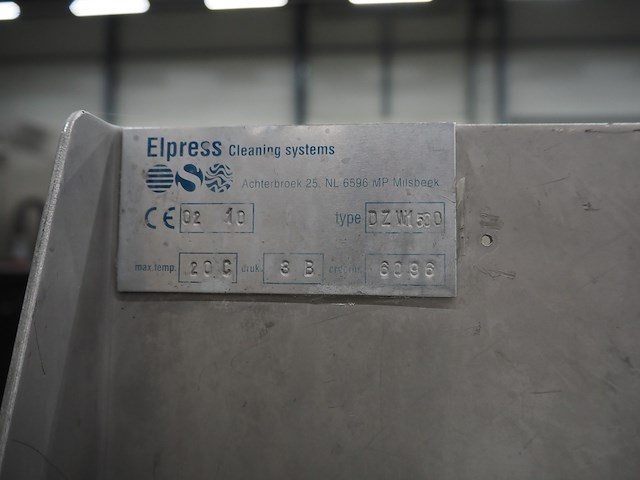 Elpress Cleaning systems
Achterbroek 25, NL 6596 MP Milsbeek
CE 02 10 type DZW1500
max.temp. 20 C druk. 3 B ordernr. 6096